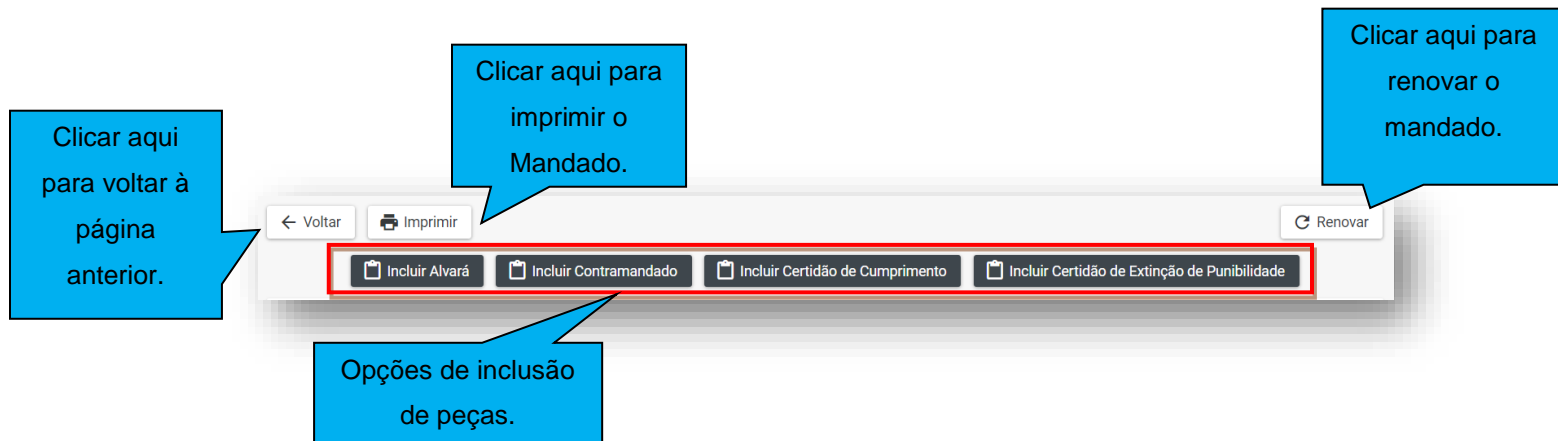 Clicar aqui para
renovar o
mandado.
Clicar aqui para
imprimir o
Mandado.
Clicar aqui
para voltar à
página
anterior.
Voltar
Imprimir
Renovar
Incluir Alvará
Incluir Contramandado
Incluir Certidão de Cumprimento
Incluir Certidão de Extinção de Punibilidade
Opções de inclusão
de peças.